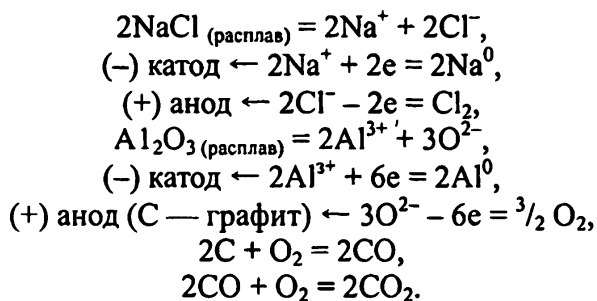 2NaCl (расплав) = 2Na⁺ + 2Cl⁻,
(–) катод ← 2Na⁺ + 2e = 2Na⁰,
(+) анод ← 2Cl⁻ – 2e = Cl₂,
Al₂O₃ (расплав) = 2Al³⁺ + 3O²⁻,
(–) катод ← 2Al³⁺ + 6e = 2Al⁰,
(+) анод (C — графит) ← 3O²⁻ – 6e = ³/₂ O₂,
2C + O₂ = 2CO,
2CO + O₂ = 2CO₂.